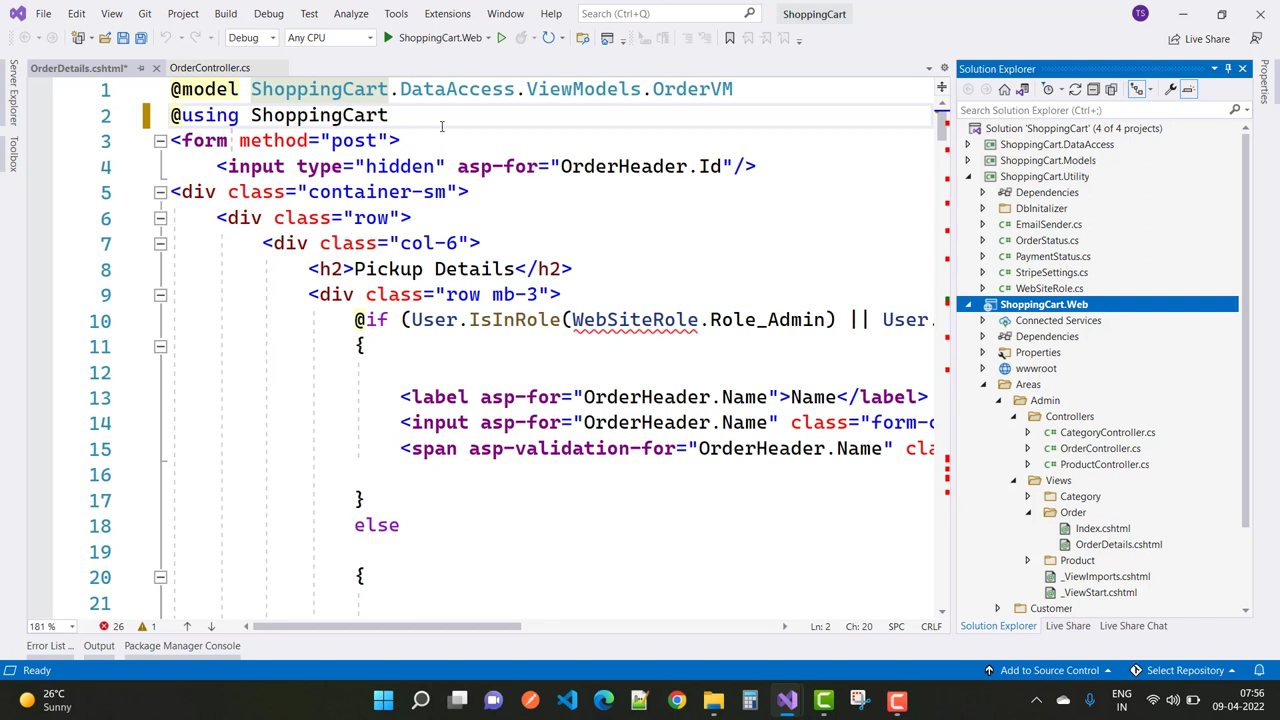 File Edit View Git Project Build Debug Test Analyze Tools Extensions Window Help Search (Ctrl+Q) ShoppingCart TS
Debug Any CPU ShoppingCart.Web Live Share
OrderDetails.cshtml* OrderController.cs
Server Explorer
Toolbox
1 @model ShoppingCart.DataAccess.ViewModels.OrderVM
2 @using ShoppingCart
3 <form method="post">
4 <input type="hidden" asp-for="OrderHeader.Id"/>
5 <div class="container-sm">
6 <div class="row">
7 <div class="col-6">
8 <h2>Pickup Details</h2>
9 <div class="row mb-3">
10 @if (User.IsInRole(WebSiteRole.Role_Admin) || User.
11 {
12
13 <label asp-for="OrderHeader.Name">Name</label>
14 <input asp-for="OrderHeader.Name" class="form-c
15 <span asp-validation-for="OrderHeader.Name" cla
16
17 }
18 else
19
20 {
21
Solution Explorer
Search Solution Explorer (Ctrl+;)
Solution 'ShoppingCart' (4 of 4 projects)
ShoppingCart.DataAccess
ShoppingCart.Models
ShoppingCart.Utility
Dependencies
DbInitalizer
EmailSender.cs
OrderStatus.cs
PaymentStatus.cs
StripeSettings.cs
WebSiteRole.cs
ShoppingCart.Web
Connected Services
Dependencies
Properties
wwwroot
Areas
Admin
Controllers
CategoryController.cs
OrderController.cs
ProductController.cs
Views
Category
Order
Index.cshtml
OrderDetails.cshtml
Product
_ViewImports.cshtml
_ViewStart.cshtml
Customer
Properties
181 % 26 1 Ln: 2 Ch: 20 SPC CRLF
Solution Explorer Live Share Live Share Chat
Error List ... Output Package Manager Console
Ready Add to Source Control Select Repository
26°C
Sunny
ENG
IN
07:56
09-04-2022